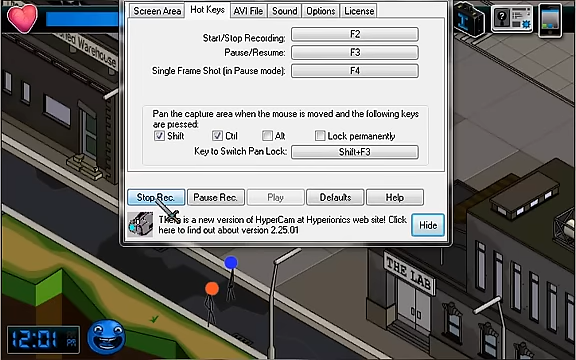 Screen Area Hot Keys AVI File Sound Options License
Start/Stop Recording: F2
Pause/Resume: F3
Single Frame Shot (in Pause mode): F4
Pan the capture area when the mouse is moved and the following keys
are pressed:
Shift Ctrl Alt Lock permanently
Key to Switch Pan Lock: Shift+F3
Stop Rec. Pause Rec. Play Defaults Help
There is a new version of HyperCam at Hyperionics web site! Click
here to find out about version 2.25.01
Hide
Warehouse
THE LAB
12:01